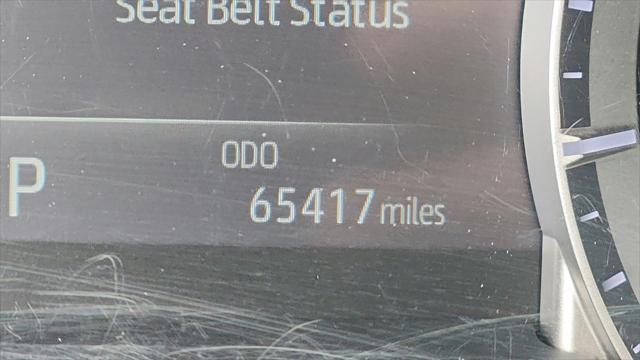 Seat Belt Status
ODO
P
65417 miles